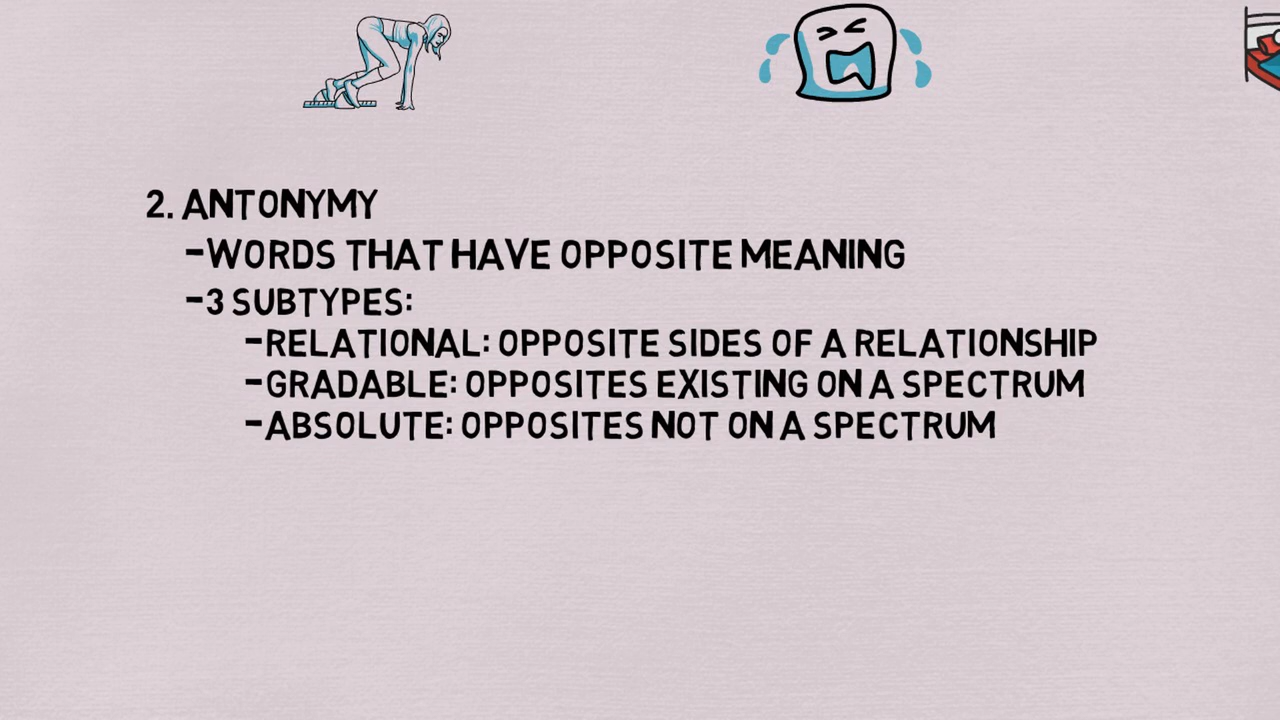 2. ANTONYMY
-WORDS THAT HAVE OPPOSITE MEANING
-3 SUBTYPES:
-RELATIONAL: OPPOSITE SIDES OF A RELATIONSHIP
-GRADABLE: OPPOSITES EXISTING ON A SPECTRUM
-ABSOLUTE: OPPOSITES NOT ON A SPECTRUM